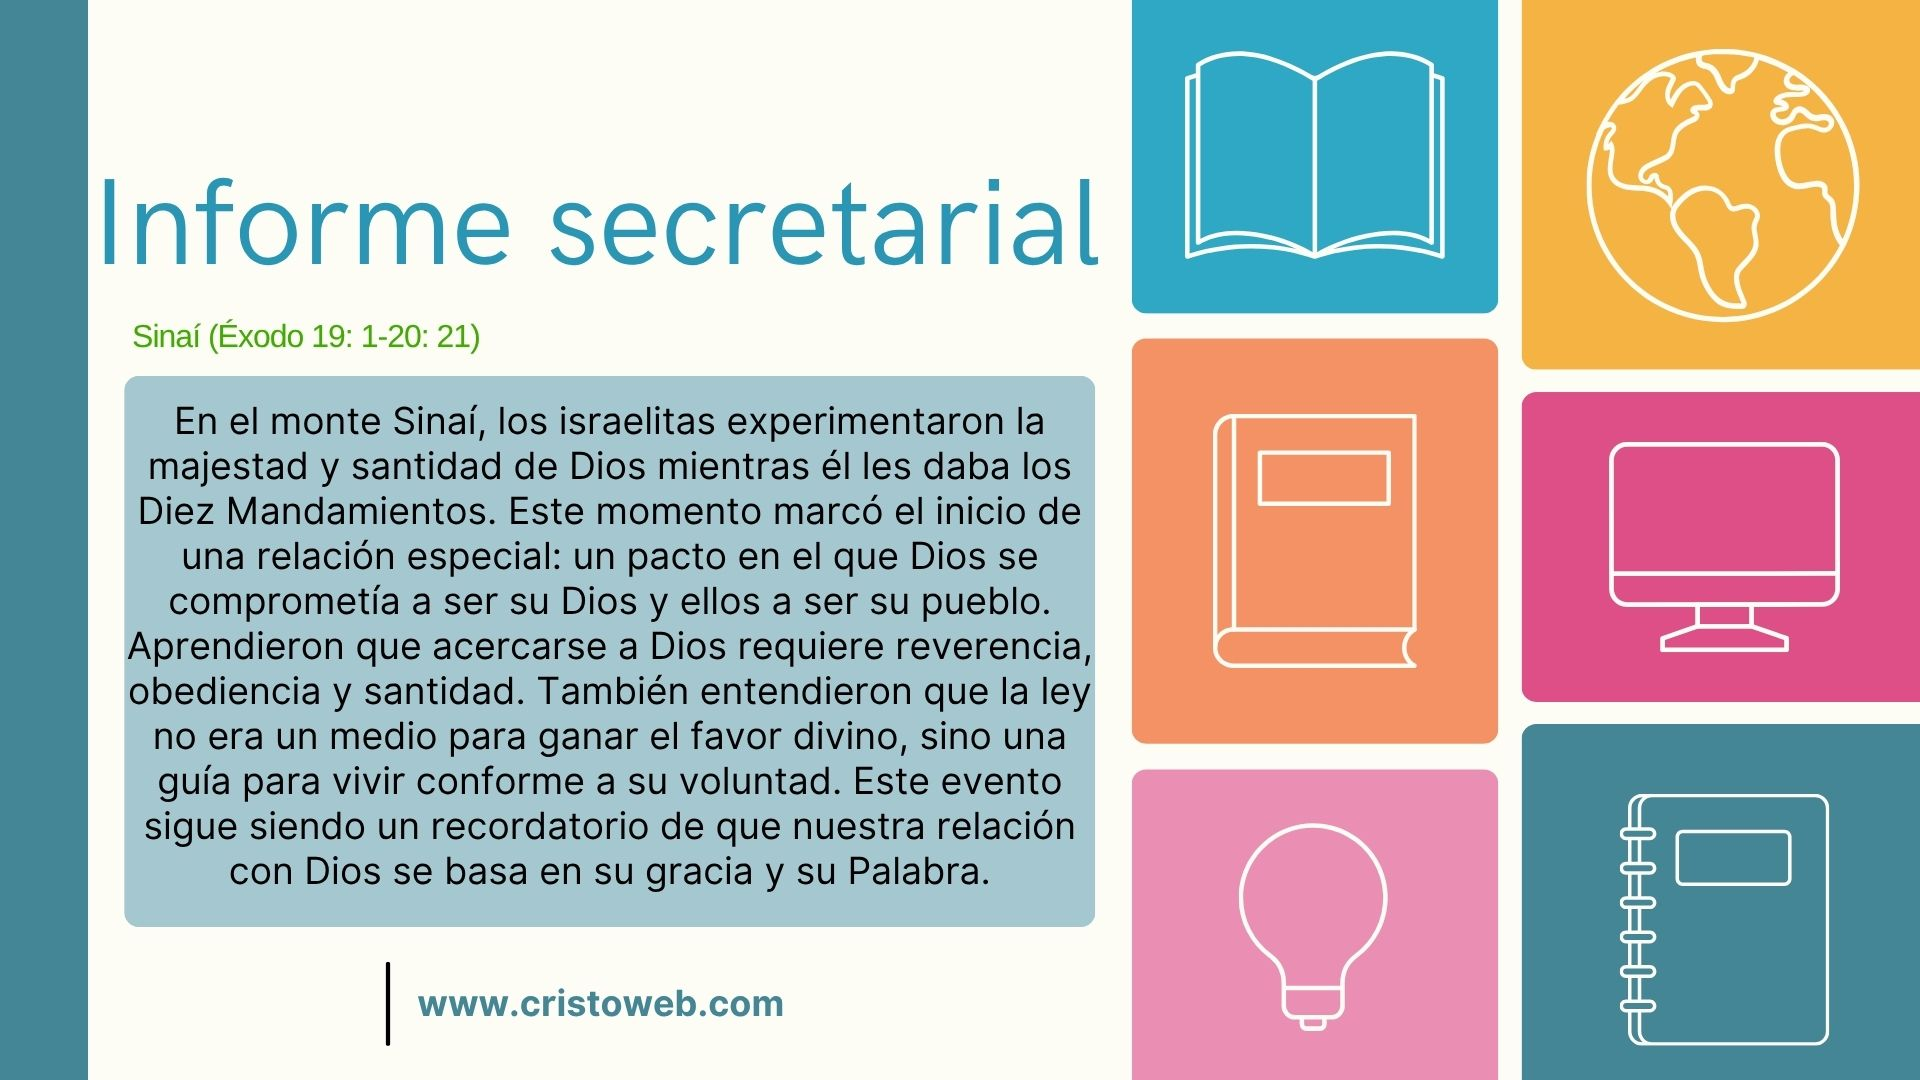 Informe secretarial
Sinaí (Éxodo 19: 1-20: 21)
En el monte Sinaí, los israelitas experimentaron la
majestad y santidad de Dios mientras él les daba los
Diez Mandamientos. Este momento marcó el inicio de
una relación especial: un pacto en el que Dios se
comprometía a ser su Dios y ellos a ser su pueblo.
Aprendieron que acercarse a Dios requiere reverencia,
obediencia y santidad. También entendieron que la ley
no era un medio para ganar el favor divino, sino una
guía para vivir conforme a su voluntad. Este evento
sigue siendo un recordatorio de que nuestra relación
con Dios se basa en su gracia y su Palabra.
www.cristoweb.com